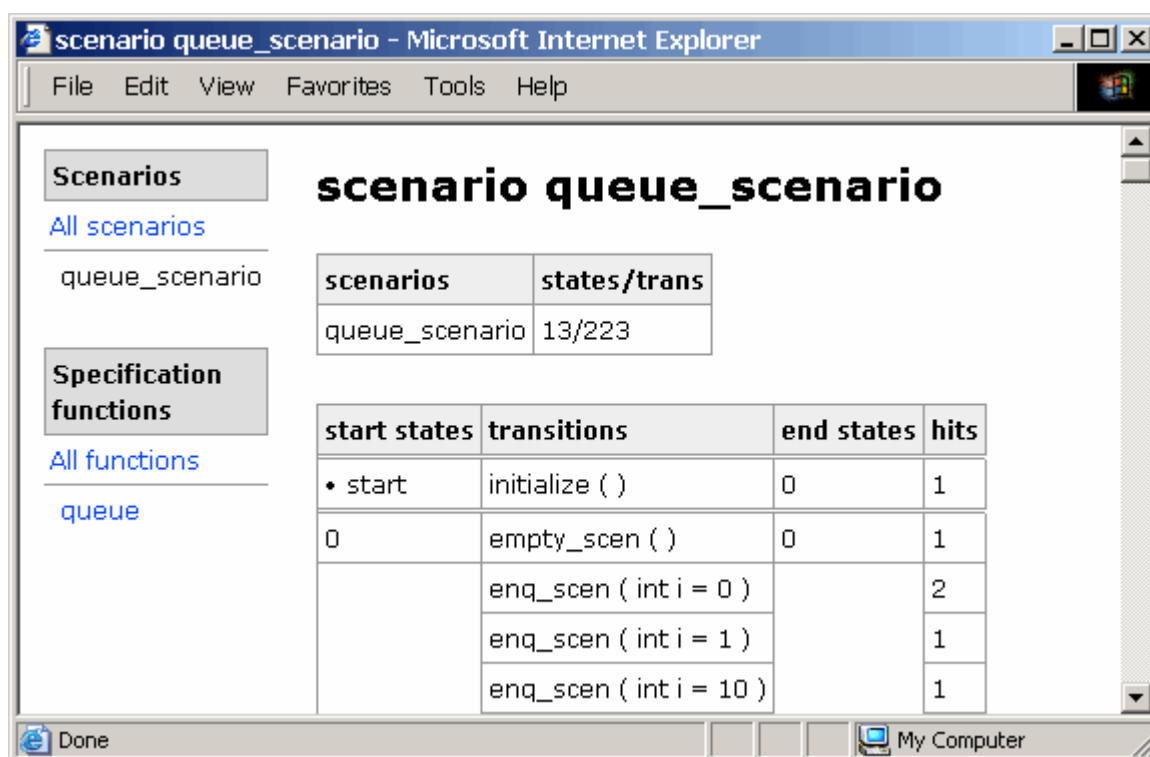 scenario queue_scenario - Microsoft Internet Explorer
File Edit View Favorites Tools Help
Scenarios
All scenarios
queue_scenario
Specification
functions
All functions
queue
scenario queue_scenario
scenarios states/trans
queue_scenario 13/223
start states transitions end states hits
• start initialize ( ) 0 1
0 empty_scen ( ) 0 1
enq_scen ( int i = 0 ) 2
enq_scen ( int i = 1 ) 1
enq_scen ( int i = 10 ) 1
Done My Computer